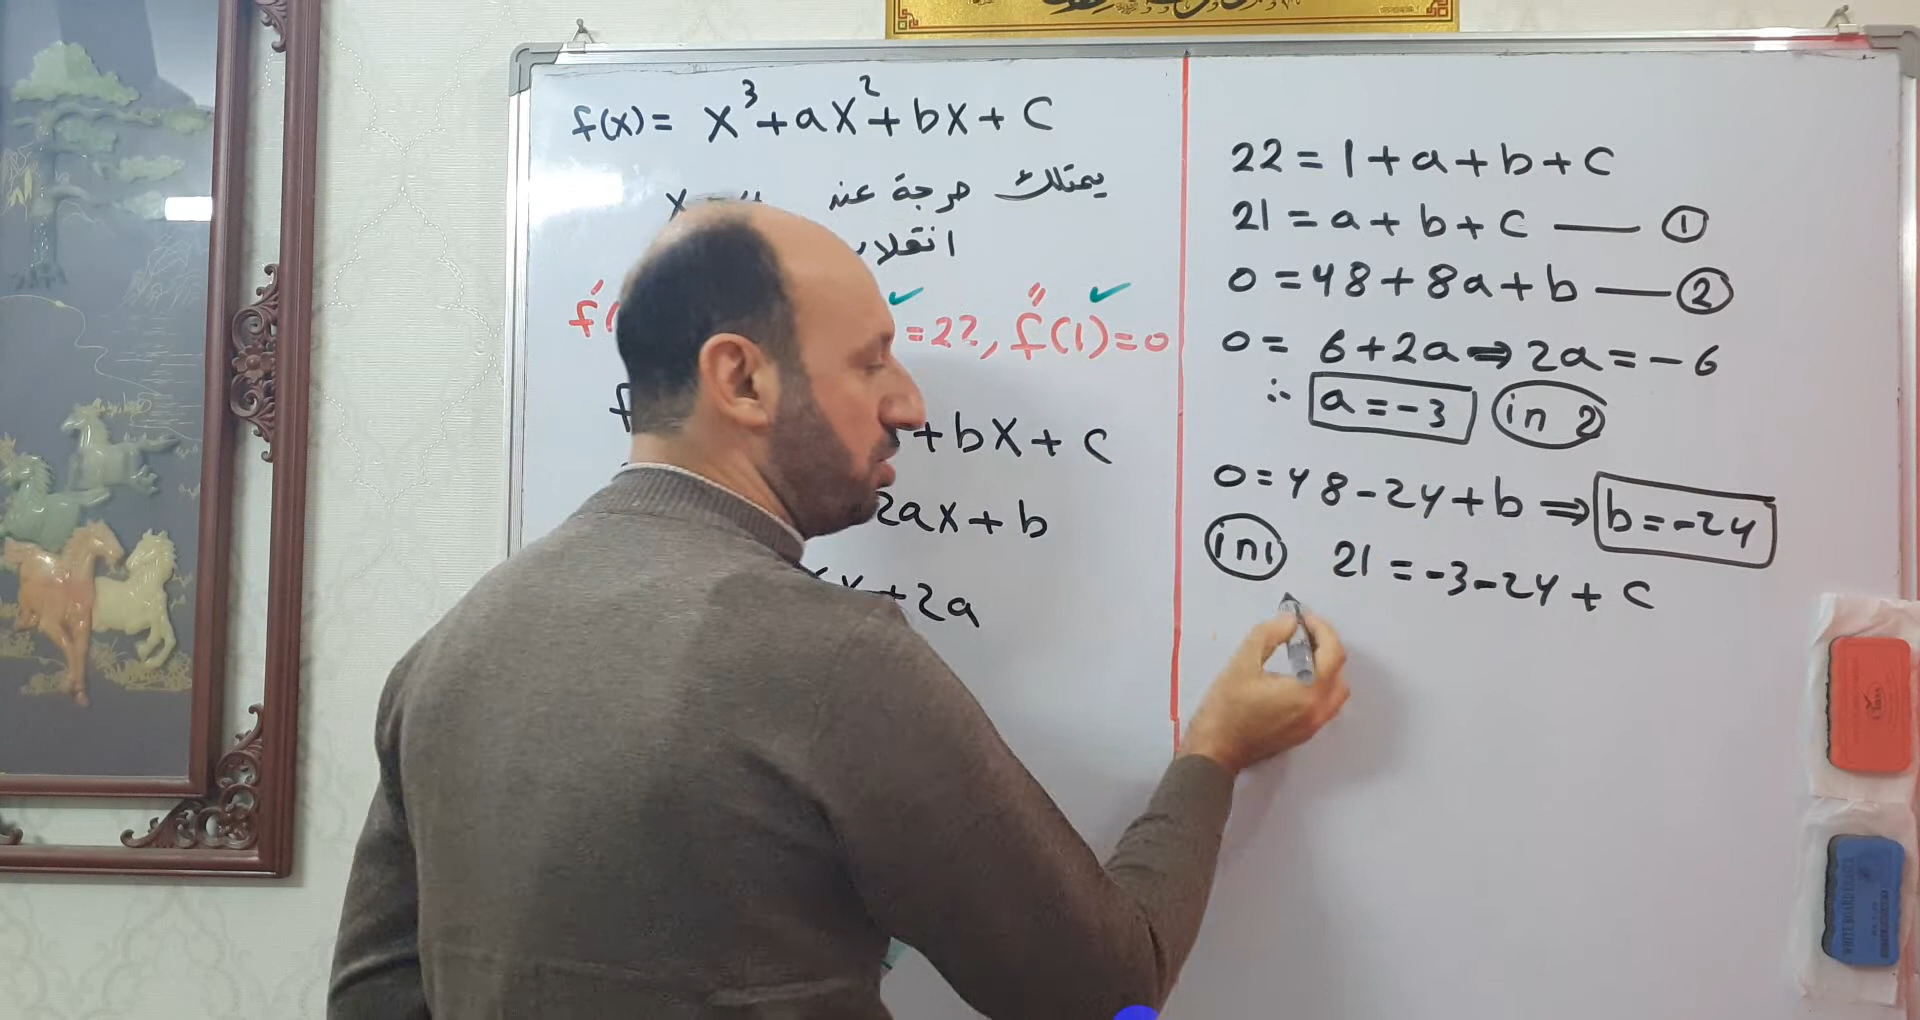 f(x) = x³ + ax² + bx + c
يمتلك حرجة عند
= 22, f″(1) = 0
+ bx + c
2ax + b
+ 2a
22 = 1 + a + b + c
21 = a + b + c — ①
0 = 48 + 8a + b — ②
0 = 6 + 2a ⇒ 2a = -6
∴ a = -3 in 2
0 = 48 - 24 + b ⇒ b = -24
in 1 21 = -3 - 24 + c